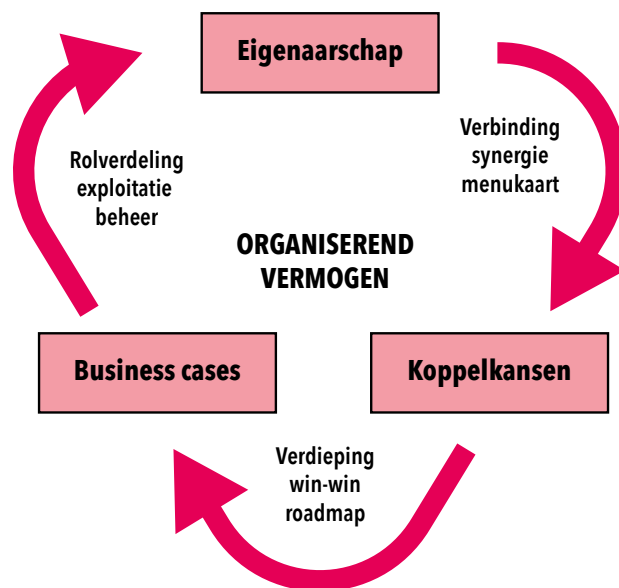 Eigenaarschap
Verbinding
synergie
menukaart
Rolverdeling
exploitatie
beheer
ORGANISEREND
VERMOGEN
Business cases
Koppelkansen
Verdieping
win-win
roadmap